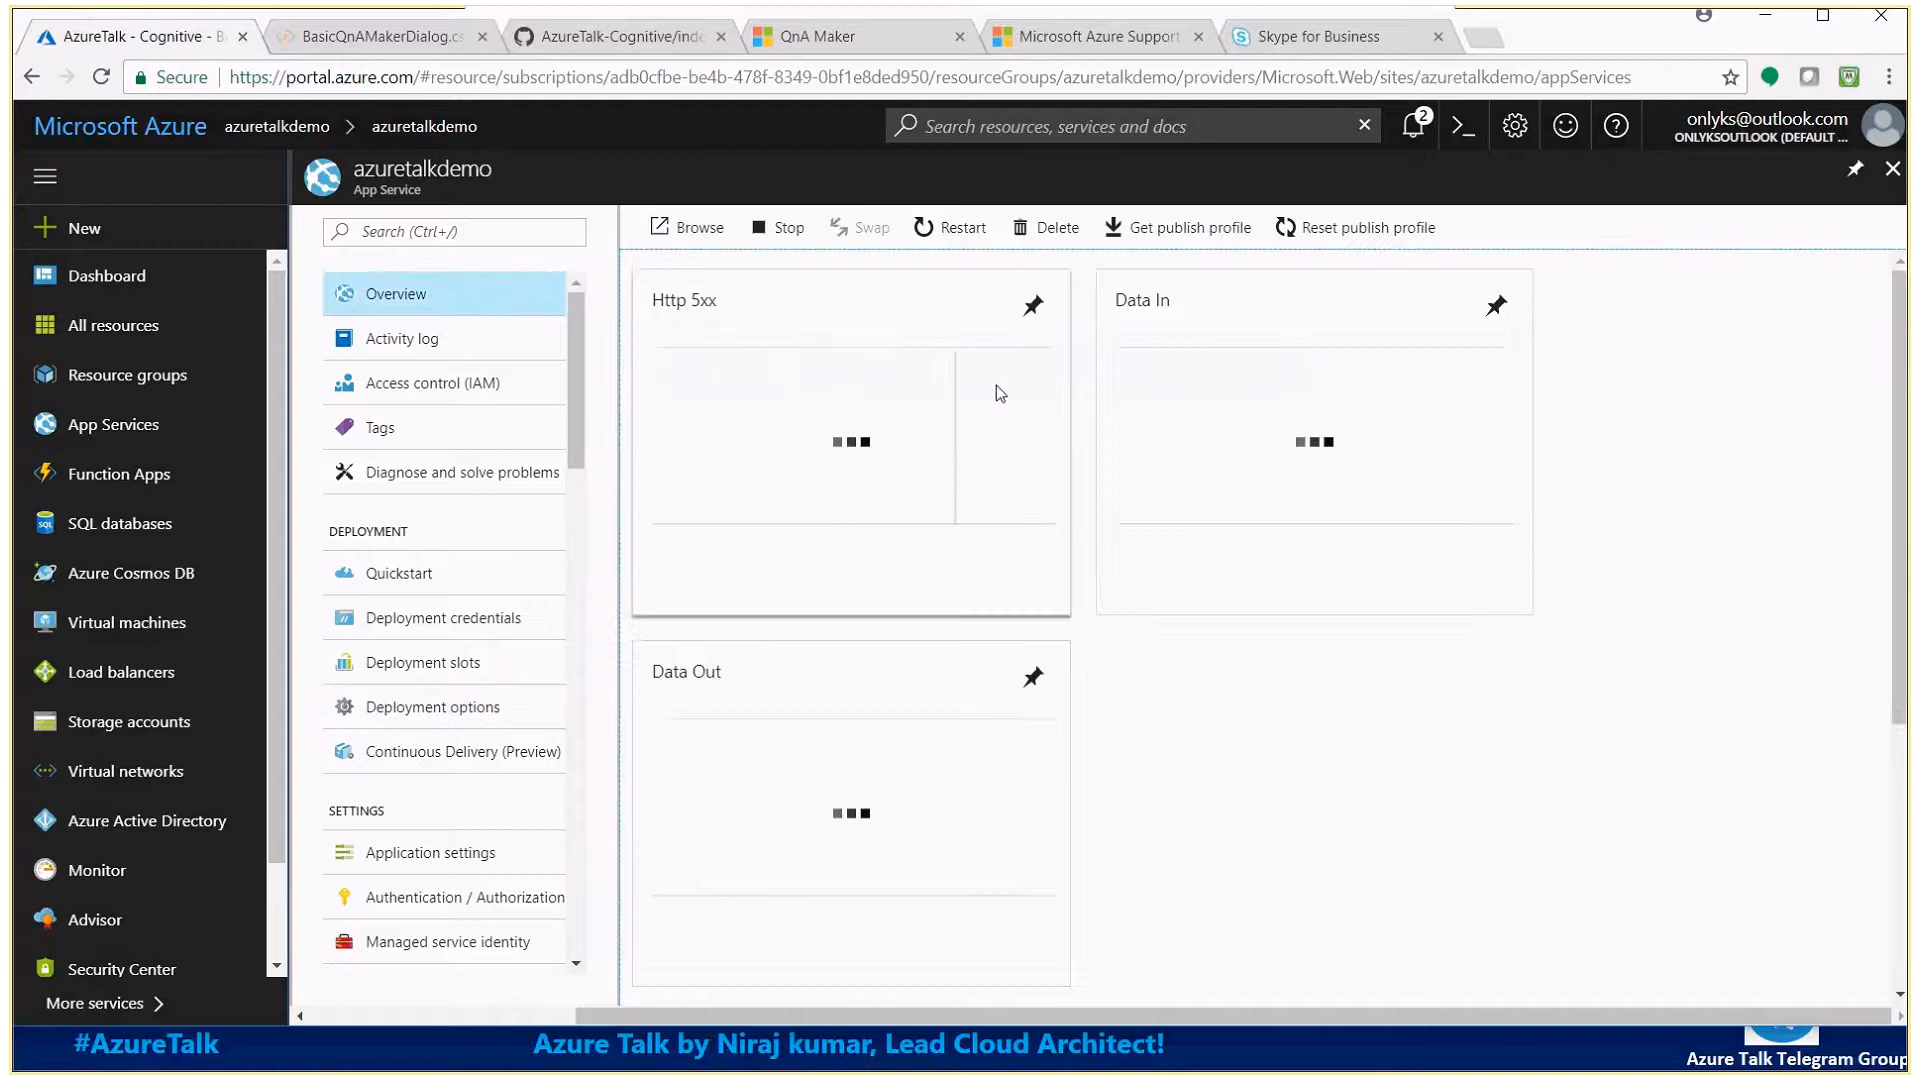 AzureTalk - Cognitive - B
BasicQnAMakerDialog.cs
AzureTalk-Cognitive/inde
QnA Maker
Microsoft Azure Support
Skype for Business
Secure
https://portal.azure.com/#resource/subscriptions/adb0cfbe-be4b-478f-8349-0bf1e8ded950/resourceGroups/azuretalkdemo/providers/Microsoft.Web/sites/azuretalkdemo/appServices
Microsoft Azure azuretalkdemo > azuretalkdemo
Search resources, services and docs
2
onlyks@outlook.com
ONLYKSOUTLOOK (DEFAULT ...
azuretalkdemo
App Service
New
Dashboard
All resources
Resource groups
App Services
Function Apps
SQL databases
Azure Cosmos DB
Virtual machines
Load balancers
Storage accounts
Virtual networks
Azure Active Directory
Monitor
Advisor
Security Center
More services >
Search (Ctrl+/)
Overview
Activity log
Access control (IAM)
Tags
Diagnose and solve problems
DEPLOYMENT
Quickstart
Deployment credentials
Deployment slots
Deployment options
Continuous Delivery (Preview)
SETTINGS
Application settings
Authentication / Authorization
Managed service identity
Browse Stop Swap Restart Delete Get publish profile Reset publish profile
Http 5xx
Data In
Data Out
#AzureTalk
Azure Talk by Niraj kumar, Lead Cloud Architect!
Azure Talk Telegram Group